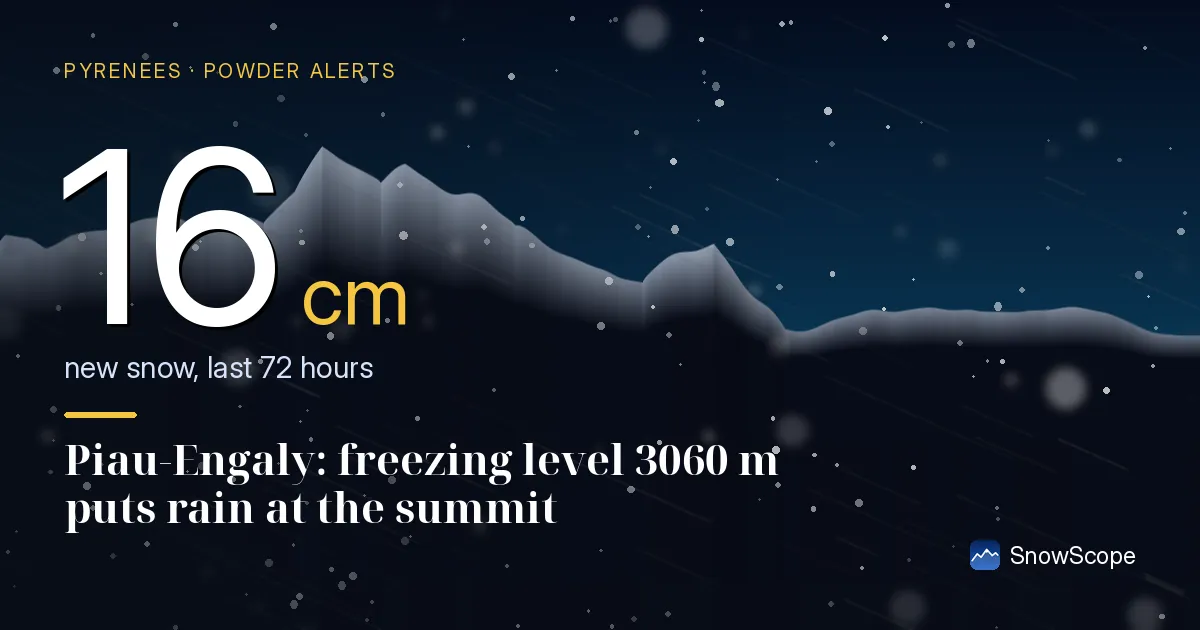 PYRENEES · POWDER ALERTS
16 cm
new snow, last 72 hours
Piau-Engaly: freezing level 3060 m
puts rain at the summit
SnowScope